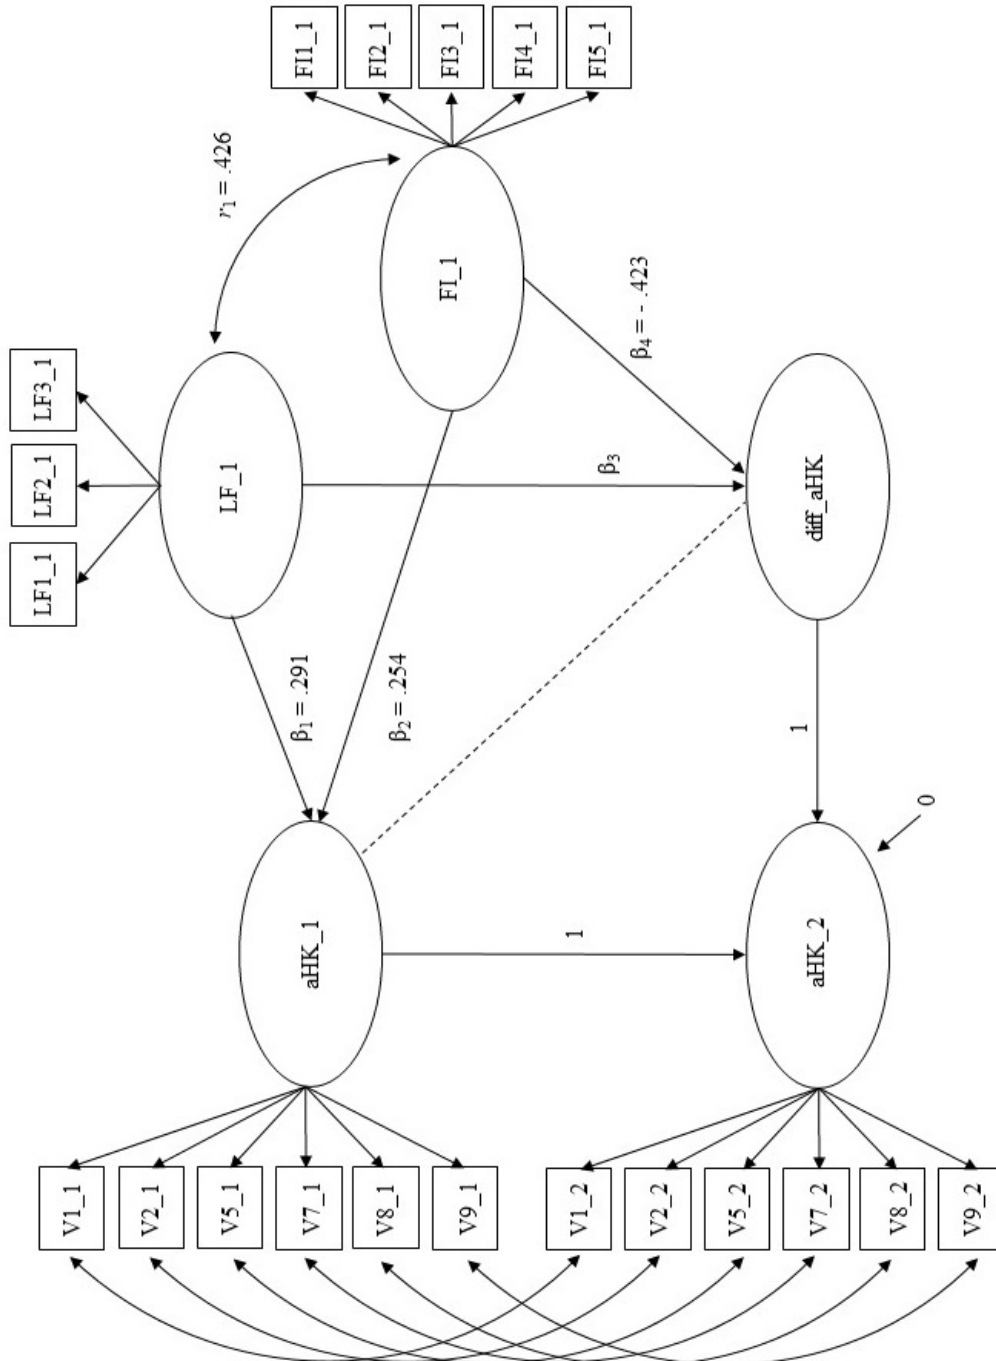 V1_1
V2_1
V5_1
V7_1
V8_1
V9_1
V1_2
V2_2
V5_2
V7_2
V8_2
V9_2
aHK_1
aHK_2
1
1
0
β₁ = .291
β₂ = .254
β₃
β₄ = - .423
r₁ = .426
LF1_1
LF2_1
LF3_1
LF_1
FI_1
diff_aHK
FI1_1
FI2_1
FI3_1
FI4_1
FI5_1